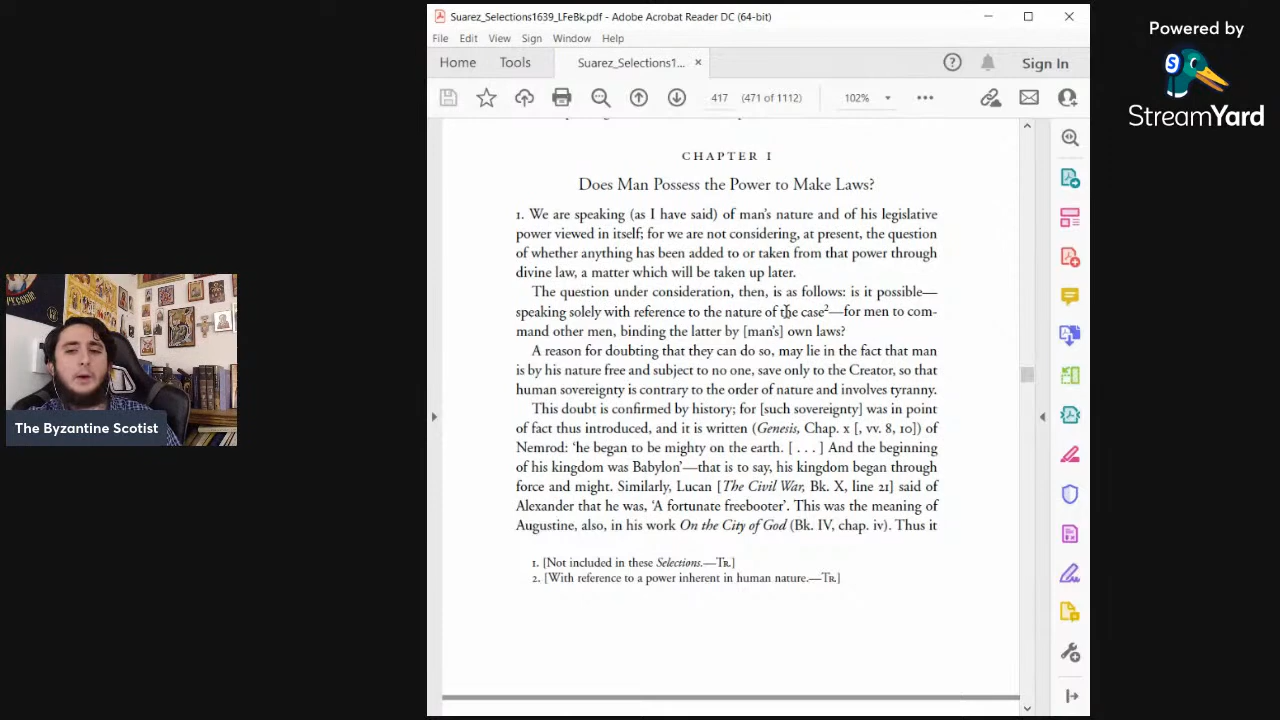 Suarez_Selections1639_LFeBk.pdf - Adobe Acrobat Reader DC (64-bit)
File Edit View Sign Window Help
Home Tools Suarez_Selections1... × Sign In
417 (471 of 1112) 102%
CHAPTER I
Does Man Possess the Power to Make Laws?
1. We are speaking (as I have said) of man's nature and of his legislative
power viewed in itself; for we are not considering, at present, the question
of whether anything has been added to or taken from that power through
divine law, a matter which will be taken up later.
The question under consideration, then, is as follows: is it possible—
speaking solely with reference to the nature of the case²—for men to com-
mand other men, binding the latter by [man's] own laws?
A reason for doubting that they can do so, may lie in the fact that man
is by his nature free and subject to no one, save only to the Creator, so that
human sovereignty is contrary to the order of nature and involves tyranny.
This doubt is confirmed by history; for [such sovereignty] was in point
of fact thus introduced, and it is written (Genesis, Chap. x [, vv. 8, 10]) of
Nemrod: 'he began to be mighty on the earth. [ . . . ] And the beginning
of his kingdom was Babylon'—that is to say, his kingdom began through
force and might. Similarly, Lucan [The Civil War, Bk. X, line 21] said of
Alexander that he was, 'A fortunate freebooter'. This was the meaning of
Augustine, also, in his work On the City of God (Bk. IV, chap. iv). Thus it
1. [Not included in these Selections.—Tr.]
2. [With reference to a power inherent in human nature.—Tr.]
The Byzantine Scotist
Powered by
S
StreamYard